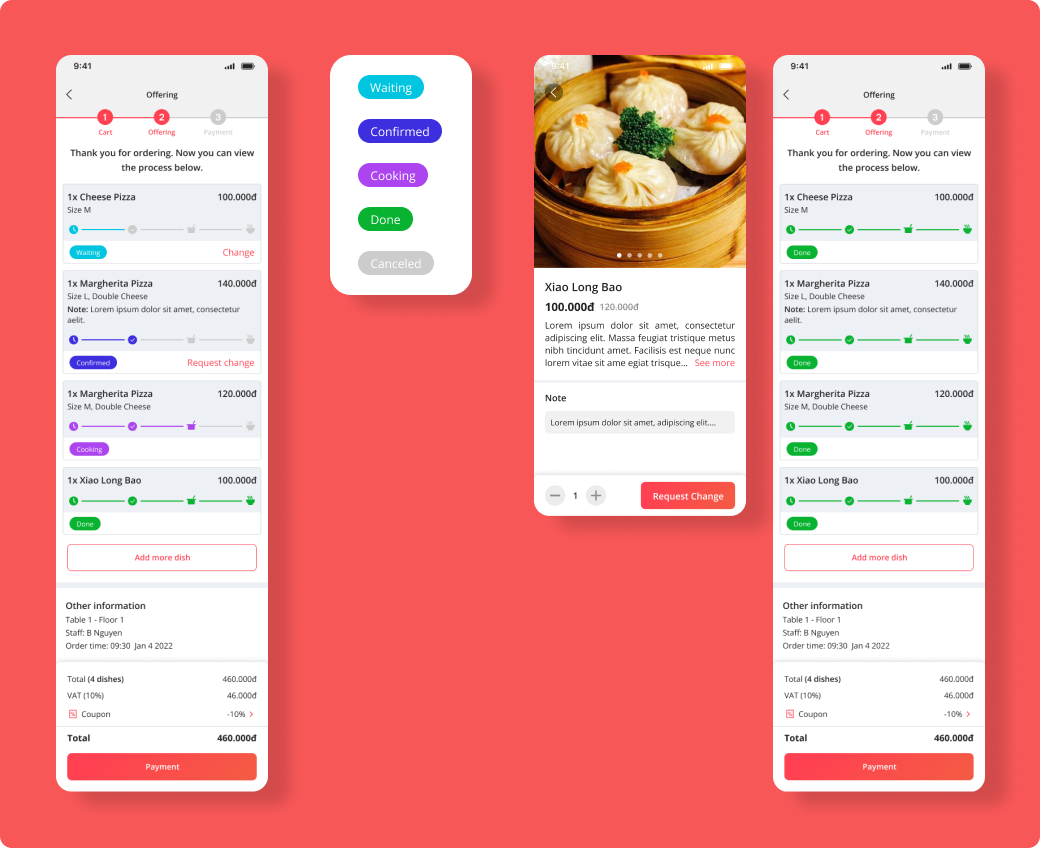 9:41
Offering
1
2
3
Cart
Offering
Payment
Thank you for ordering. Now you can view
the process below.
1x Cheese Pizza
100.000đ
Size M
Waiting
Change
1x Margherita Pizza
140.000đ
Size L, Double Cheese
Note: Lorem ipsum dolor sit amet, consectetur
aelit.
Confirmed
Request change
1x Margherita Pizza
120.000đ
Size M, Double Cheese
Cooking
1x Xiao Long Bao
100.000đ
Done
Add more dish
Other information
Table 1 - Floor 1
Staff: B Nguyen
Order time: 09:30 Jan 4 2022
Total (4 dishes)
460.000đ
VAT (10%)
46.000đ
Coupon
-10%
Total
460.000đ
Payment
Waiting
Confirmed
Cooking
Done
Canceled
9:41
Xiao Long Bao
100.000đ 120.000đ
Lorem ipsum dolor sit amet, consectetur
adipiscing elit. Massa feugiat tristique metus
nibh tincidunt amet. Facilisis est neque nunc
lorem vitae sit ame egiat trisque... See more
Note
Lorem ipsum dolor sit amet, adipiscing elit....
1
Request Change
9:41
Offering
1
2
3
Cart
Offering
Payment
Thank you for ordering. Now you can view
the process below.
1x Cheese Pizza
100.000đ
Size M
Done
1x Margherita Pizza
140.000đ
Size L, Double Cheese
Note: Lorem ipsum dolor sit amet, consectetur
aelit.
Done
1x Margherita Pizza
120.000đ
Size M, Double Cheese
Done
1x Xiao Long Bao
100.000đ
Done
Add more dish
Other information
Table 1 - Floor 1
Staff: B Nguyen
Order time: 09:30 Jan 4 2022
Total (4 dishes)
460.000đ
VAT (10%)
46.000đ
Coupon
-10%
Total
460.000đ
Payment